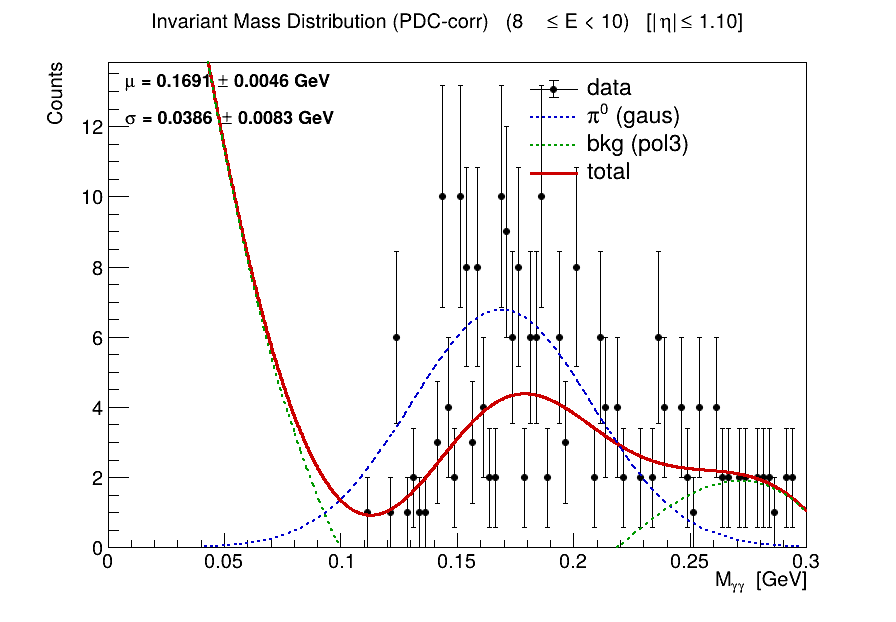 Invariant Mass Distribution (PDC-corr) (8 ≤ E < 10) [|η| ≤ 1.10]
Counts
μ = 0.1691 ± 0.0046 GeV
σ = 0.0386 ± 0.0083 GeV
data
π⁰ (gaus)
bkg (pol3)
total
12
10
8
6
4
2
0
0 0.05 0.1 0.15 0.2 0.25 0.3
Mγγ [GeV]